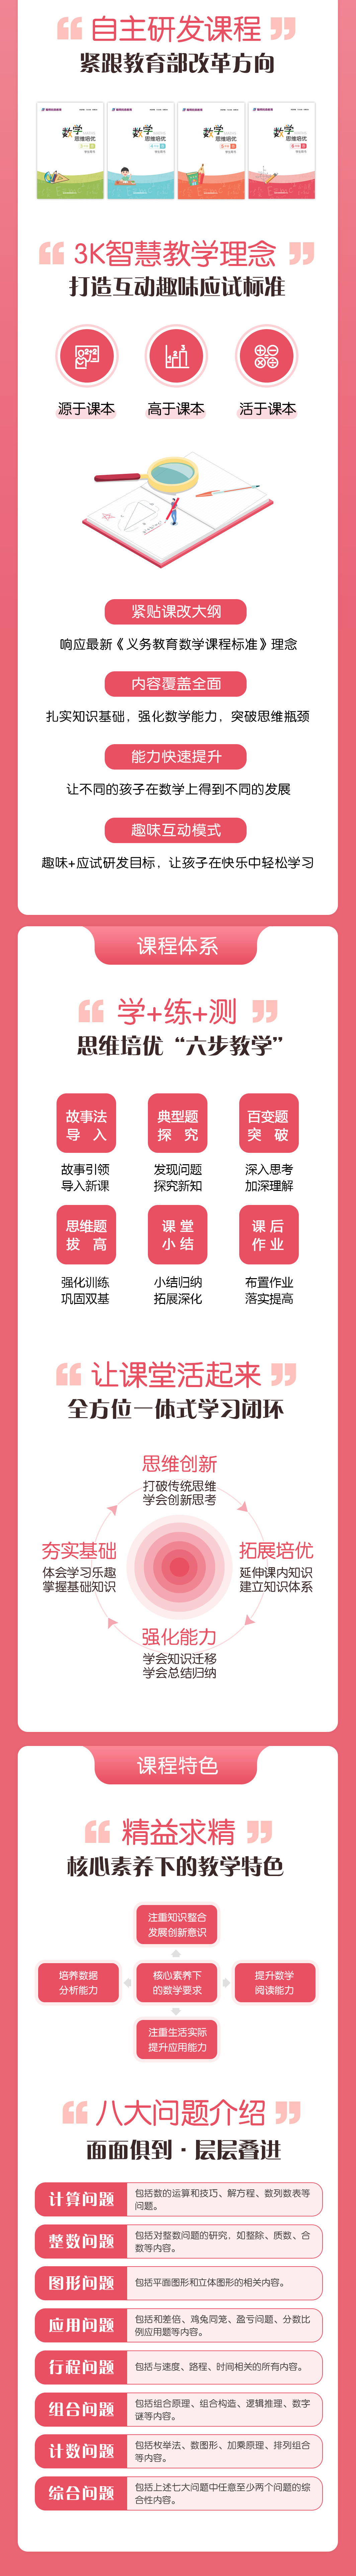 自主研发课程
紧跟教育部改革方向
数学
思维培优
数学
思维培优
数学
思维培优
数学
思维培优
3K智慧教学理念
打造互动趣味应试标准
源于课本
高于课本
活于课本
紧贴课改大纲
响应最新《义务教育数学课程标准》理念
内容覆盖全面
扎实知识基础，强化数学能力，突破思维瓶颈
能力快速提升
让不同的孩子在数学上得到不同的发展
趣味互动模式
趣味+应试研发目标，让孩子在快乐中轻松学习
课程体系
学+练+测
思维培优“六步教学”
故事法
导 入
典型题
探 究
百变题
突 破
故事引领
导入新课
发现问题
探究新知
深入思考
加深理解
思维题
拔 高
课 堂
小 结
课 后
作 业
强化训练
巩固双基
小结归纳
拓展深化
布置作业
落实提高
让课堂活起来
全方位一体式学习闭环
思维创新
打破传统思维
学会创新思考
夯实基础
体会学习乐趣
掌握基础知识
拓展培优
延伸课内知识
建立知识体系
强化能力
学会知识迁移
学会总结归纳
课程特色
精益求精
核心素养下的教学特色
注重知识整合
发展创新意识
培养数据
分析能力
核心素养下
的数学要求
提升数学
阅读能力
注重生活实际
提升应用能力
八大问题介绍
面面俱到·层层叠进
计算问题
包括数的运算和技巧、解方程、数列数表等
问题。
整数问题
包括对整数问题的研究，如整除、质数、合
数等内容。
图形问题
包括平面图形和立体图形的相关内容。
应用问题
包括和差倍、鸡兔同笼、盈亏问题、分数比
例应用题等内容。
行程问题
包括与速度、路程、时间相关的所有内容。
组合问题
包括组合原理、组合构造、逻辑推理、数字
谜等内容。
计数问题
包括枚举法、数图形、加乘原理、排列组合
等内容。
综合问题
包括上述七大问题中任意至少两个问题的综
合性内容。